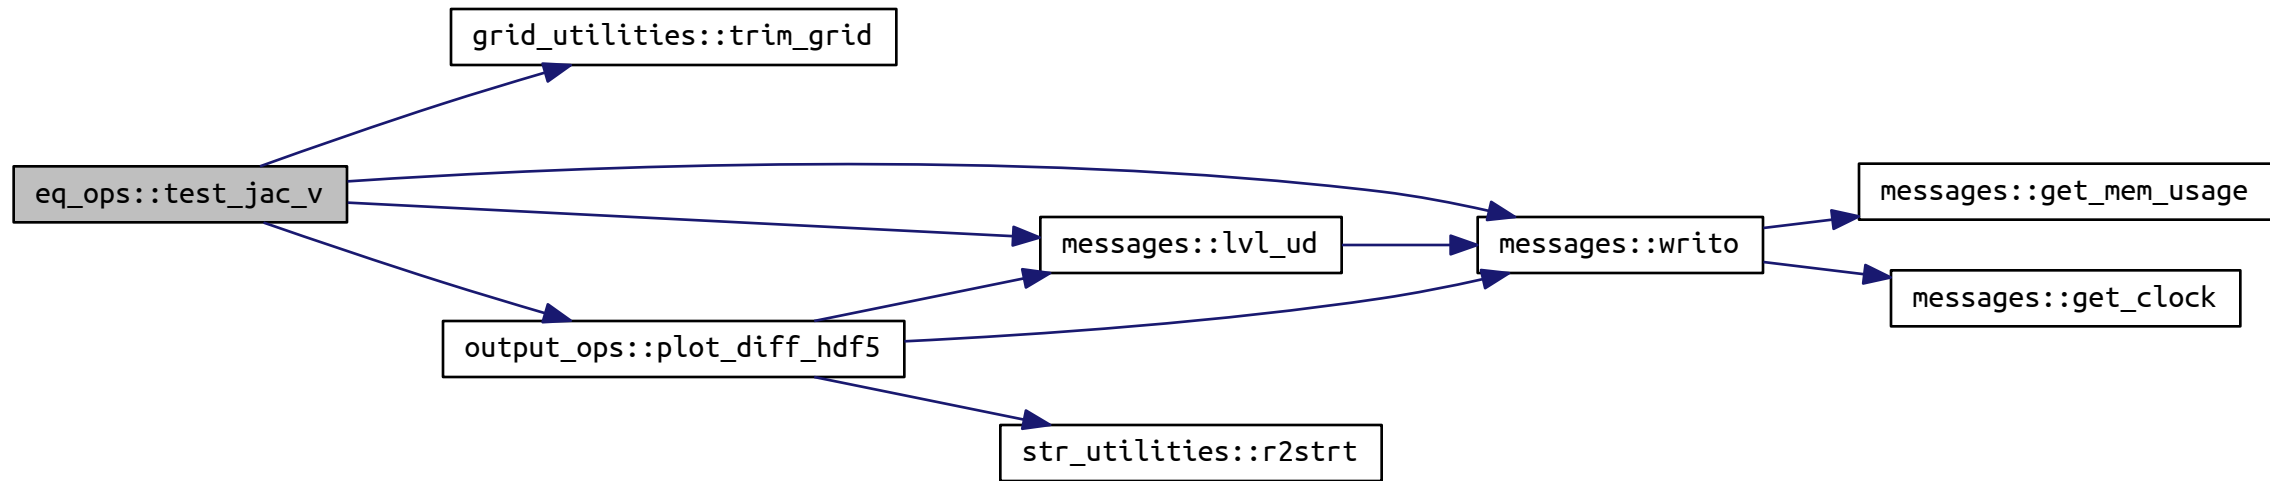 grid_utilities::trim_grid
eq_ops::test_jac_v
messages::get_mem_usage
messages::lvl_ud
messages::writo
messages::get_clock
output_ops::plot_diff_hdf5
str_utilities::r2strt